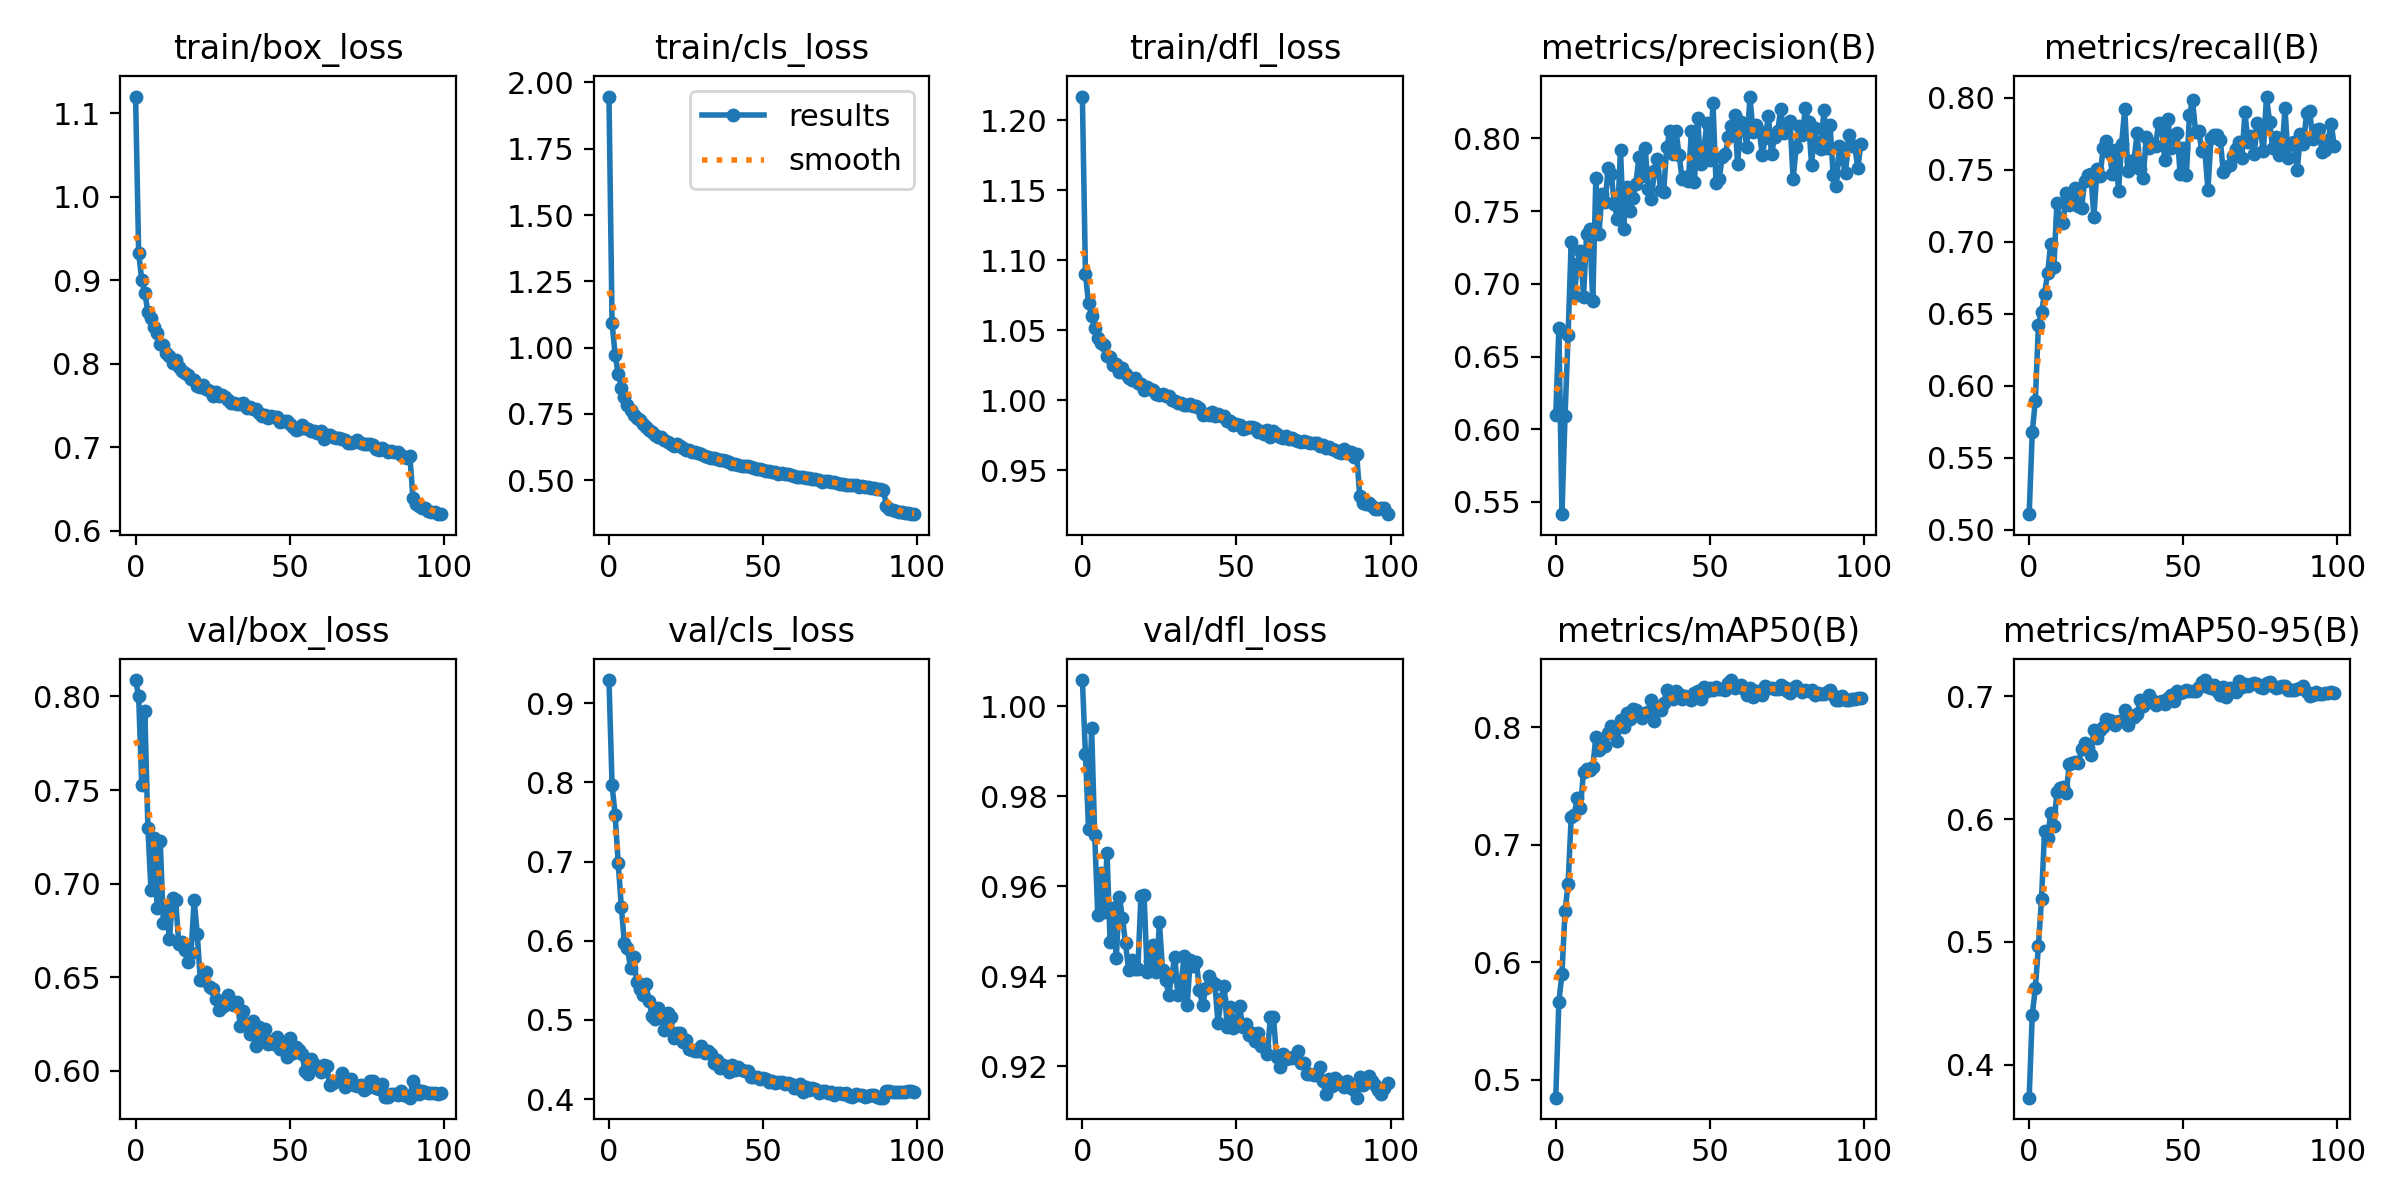 train/box_loss
1.1
1.0
0.9
0.8
0.7
0.6
0 50 100
train/cls_loss
2.00
1.75
1.50
1.25
1.00
0.75
0.50
0 50 100
results
smooth
train/dfl_loss
1.20
1.15
1.10
1.05
1.00
0.95
0 50 100
metrics/precision(B)
0.80
0.75
0.70
0.65
0.60
0.55
0 50 100
metrics/recall(B)
0.80
0.75
0.70
0.65
0.60
0.55
0.50
0 50 100
val/box_loss
0.80
0.75
0.70
0.65
0.60
0 50 100
val/cls_loss
0.9
0.8
0.7
0.6
0.5
0.4
0 50 100
val/dfl_loss
1.00
0.98
0.96
0.94
0.92
0 50 100
metrics/mAP50(B)
0.8
0.7
0.6
0.5
0 50 100
metrics/mAP50-95(B)
0.7
0.6
0.5
0.4
0 50 100